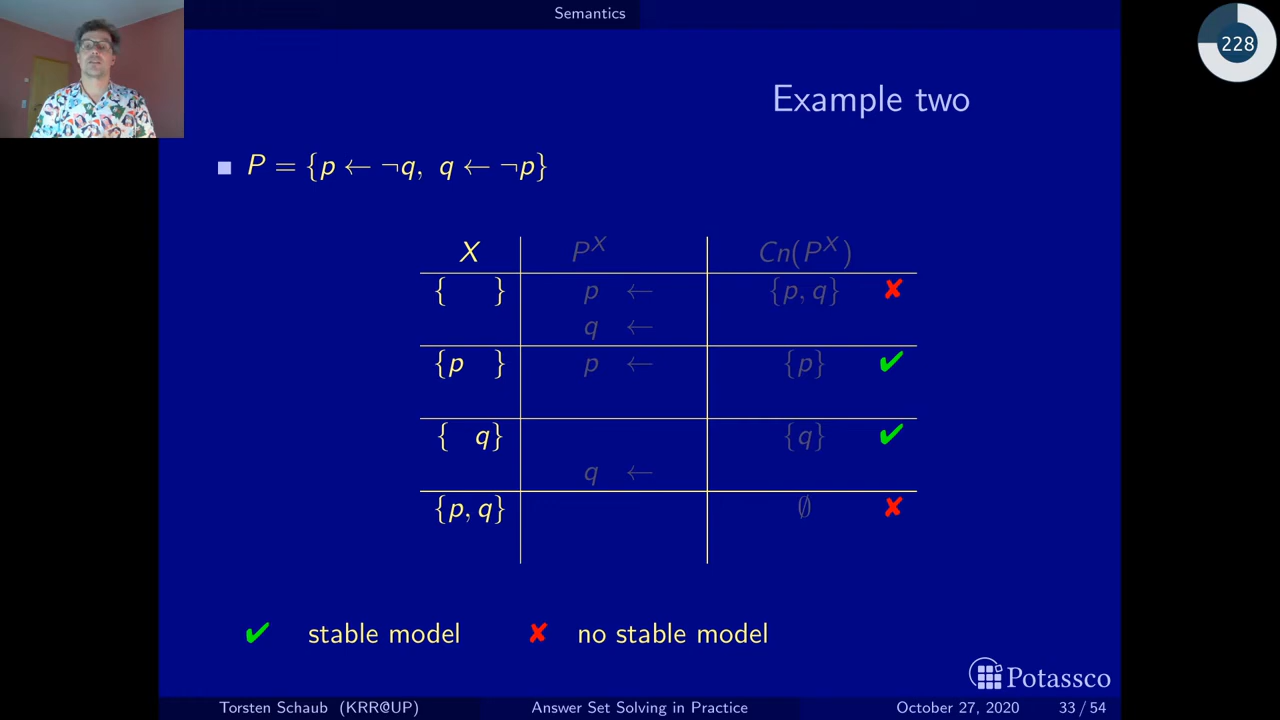 Semantics
228
Example two
P = {p ← ¬q, q ← ¬p}
X P^X Cn(P^X)
{ } p ← {p, q} ✘
q ←
{p } p ← {p} ✔
{ q} {q} ✔
q ←
{p, q} ∅ ✘
✔ stable model ✘ no stable model
Potassco
Torsten Schaub (KRR@UP) Answer Set Solving in Practice October 27, 2020 33 / 54